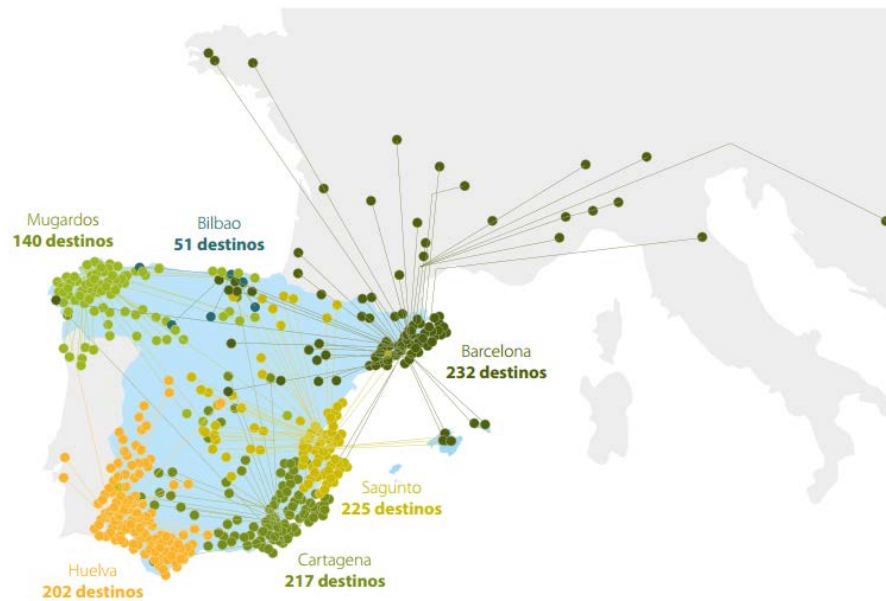 Mugardos
140 destinos
Bilbao
51 destinos
Barcelona
232 destinos
Sagunto
225 destinos
Cartagena
217 destinos
Huelva
202 destinos